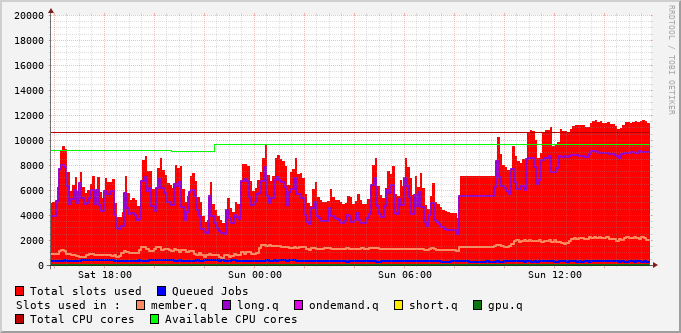 20000
18000
16000
14000
12000
10000
8000
6000
4000
2000
0
Sat 18:00 Sun 00:00 Sun 06:00 Sun 12:00
Total slots used Queued Jobs
Slots used in : member.q long.q ondemand.q short.q gpu.q
Total CPU cores Available CPU cores
RRDTOOL / TOBI OETIKER